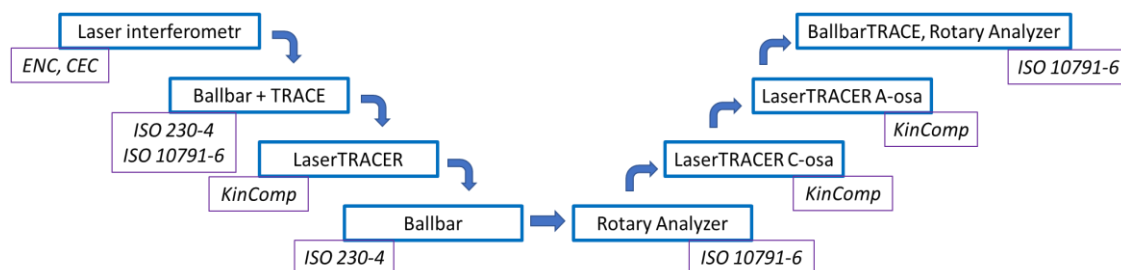 Laser interferometr
ENC, CEC
Ballbar + TRACE
ISO 230-4
ISO 10791-6
LaserTRACER
KinComp
Ballbar
ISO 230-4
Rotary Analyzer
ISO 10791-6
LaserTRACER C-osa
KinComp
LaserTRACER A-osa
KinComp
BallbarTRACE, Rotary Analyzer
ISO 10791-6